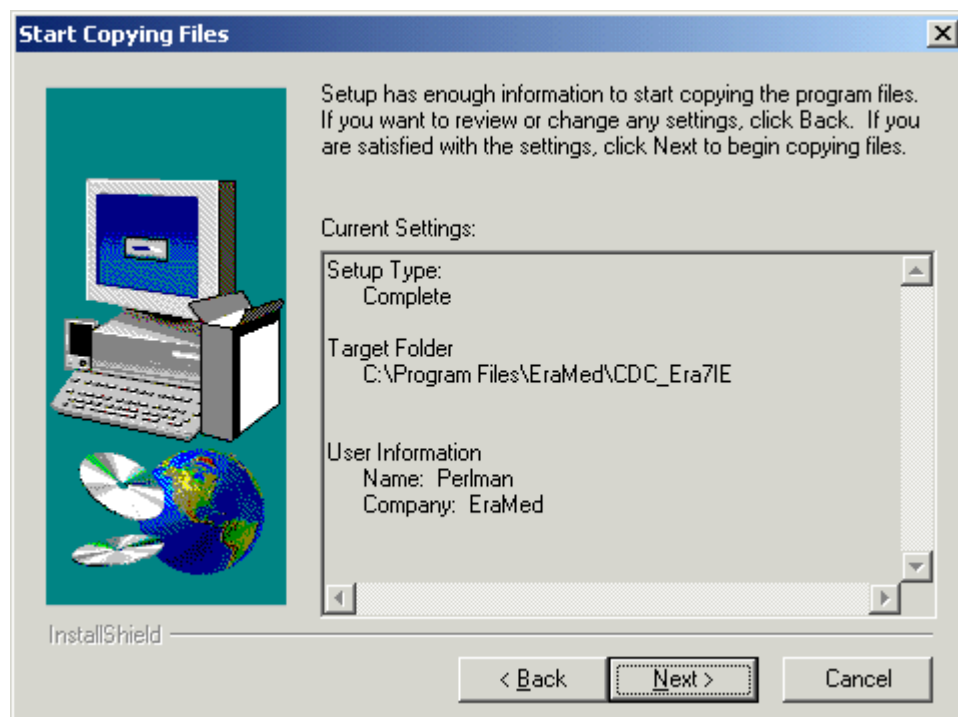 Start Copying Files
Setup has enough information to start copying the program files.
If you want to review or change any settings, click Back. If you
are satisfied with the settings, click Next to begin copying files.
Current Settings:
Setup Type:
Complete
Target Folder
C:\Program Files\EraMed\CDC_Era7IE
User Information
Name: Perlman
Company: EraMed
InstallShield
< Back
Next >
Cancel